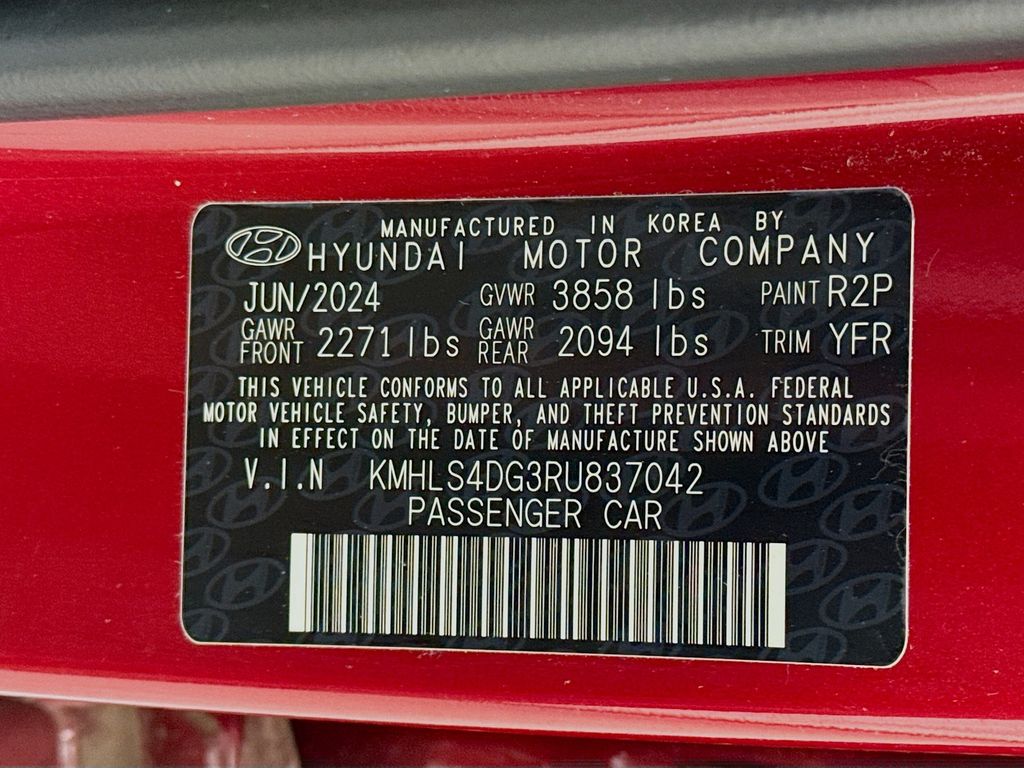 MANUFACTURED IN KOREA BY
HYUNDAI MOTOR COMPANY
JUN/2024 GVWR 3858 lbs PAINT R2P
GAWR FRONT 2271 lbs GAWR REAR 2094 lbs TRIM YFR
THIS VEHICLE CONFORMS TO ALL APPLICABLE U.S.A. FEDERAL
MOTOR VEHICLE SAFETY, BUMPER, AND THEFT PREVENTION STANDARDS
IN EFFECT ON THE DATE OF MANUFACTURE SHOWN ABOVE
V.I.N KMHLS4DG3RU837042
PASSENGER CAR